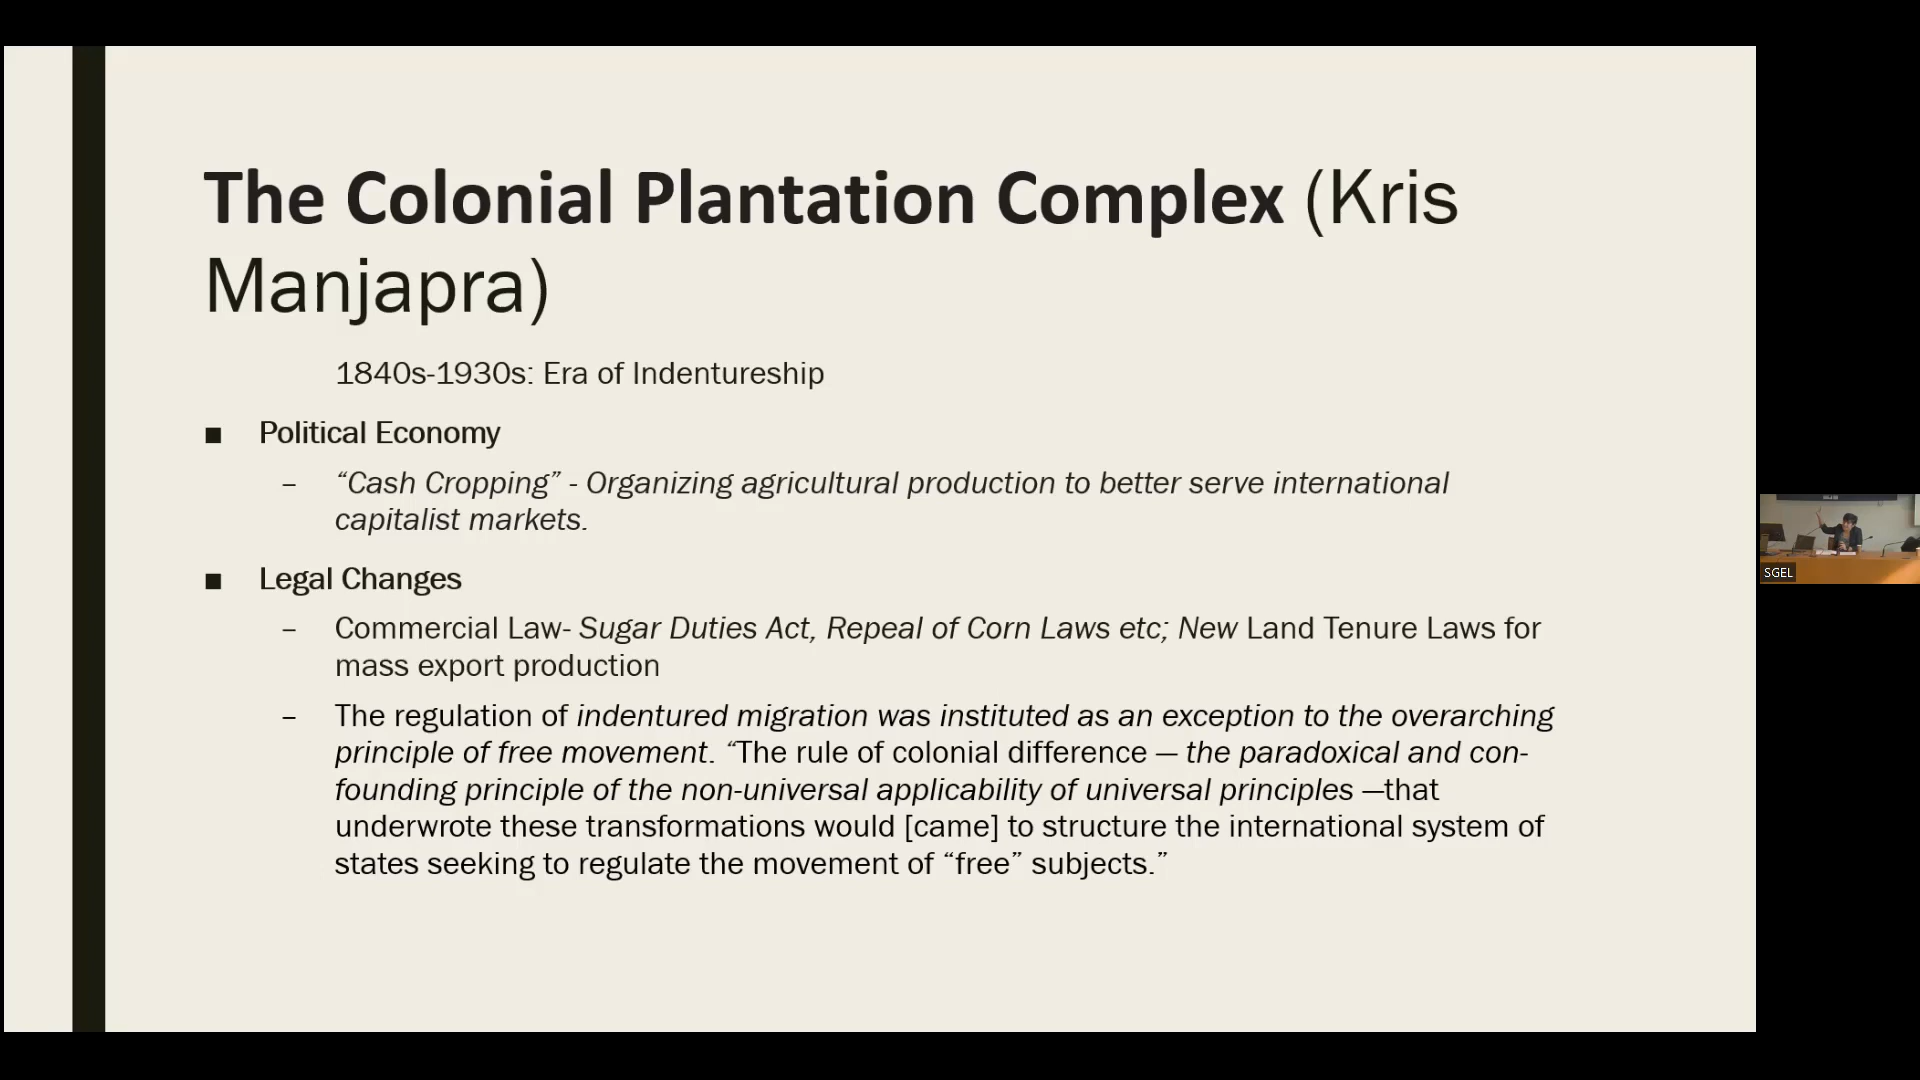 The Colonial Plantation Complex (Kris
Manjapra)
1840s-1930s: Era of Indentureship
■ Political Economy
– “Cash Cropping” - Organizing agricultural production to better serve international
capitalist markets.
■ Legal Changes
– Commercial Law- Sugar Duties Act, Repeal of Corn Laws etc; New Land Tenure Laws for
mass export production
– The regulation of indentured migration was instituted as an exception to the overarching
principle of free movement. “The rule of colonial difference — the paradoxical and con-
founding principle of the non-universal applicability of universal principles —that
underwrote these transformations would [came] to structure the international system of
states seeking to regulate the movement of “free” subjects.”
SGEL